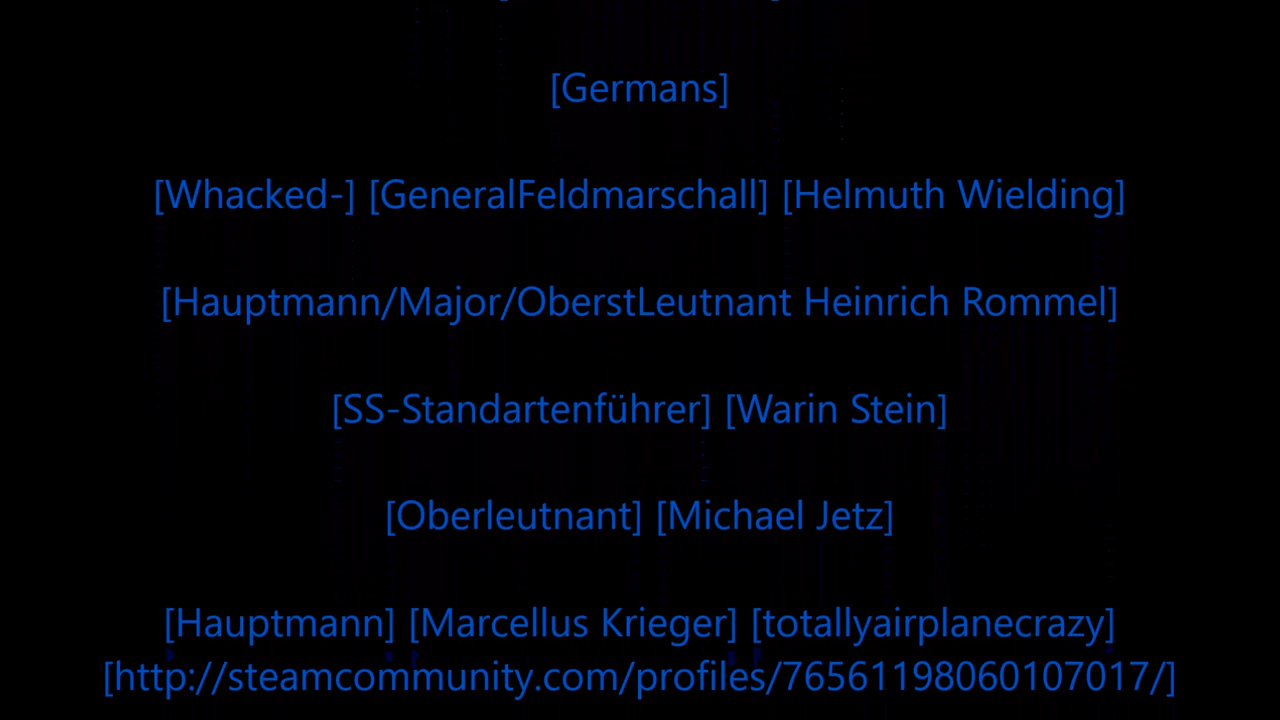 [Germans]
[Whacked-] [GeneralFeldmarschall] [Helmuth Wielding]
[Hauptmann/Major/OberstLeutnant Heinrich Rommel]
[SS-Standartenführer] [Warin Stein]
[Oberleutnant] [Michael Jetz]
[Hauptmann] [Marcellus Krieger] [totallyairplanecrazy]
[http://steamcommunity.com/profiles/76561198060107017/]